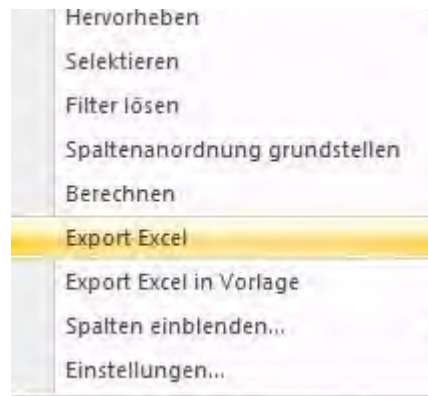 Hervorheben
Selektieren
Filter lösen
Spaltenanordnung grundstellen
Berechnen
Export Excel
Export Excel in Vorlage
Spalten einblenden...
Einstellungen...